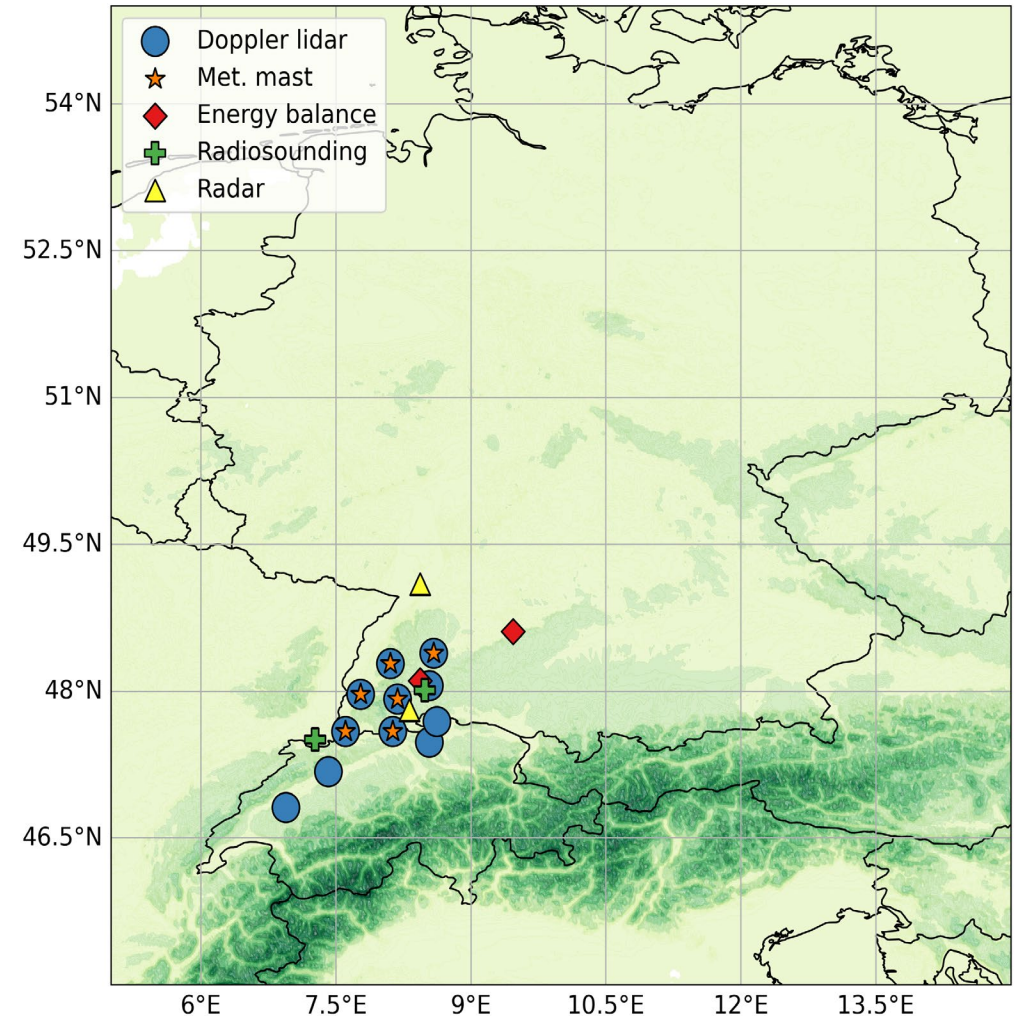 Doppler lidar
Met. mast
Energy balance
Radiosounding
Radar
54°N
52.5°N
51°N
49.5°N
48°N
46.5°N
6°E 7.5°E 9°E 10.5°E 12°E 13.5°E